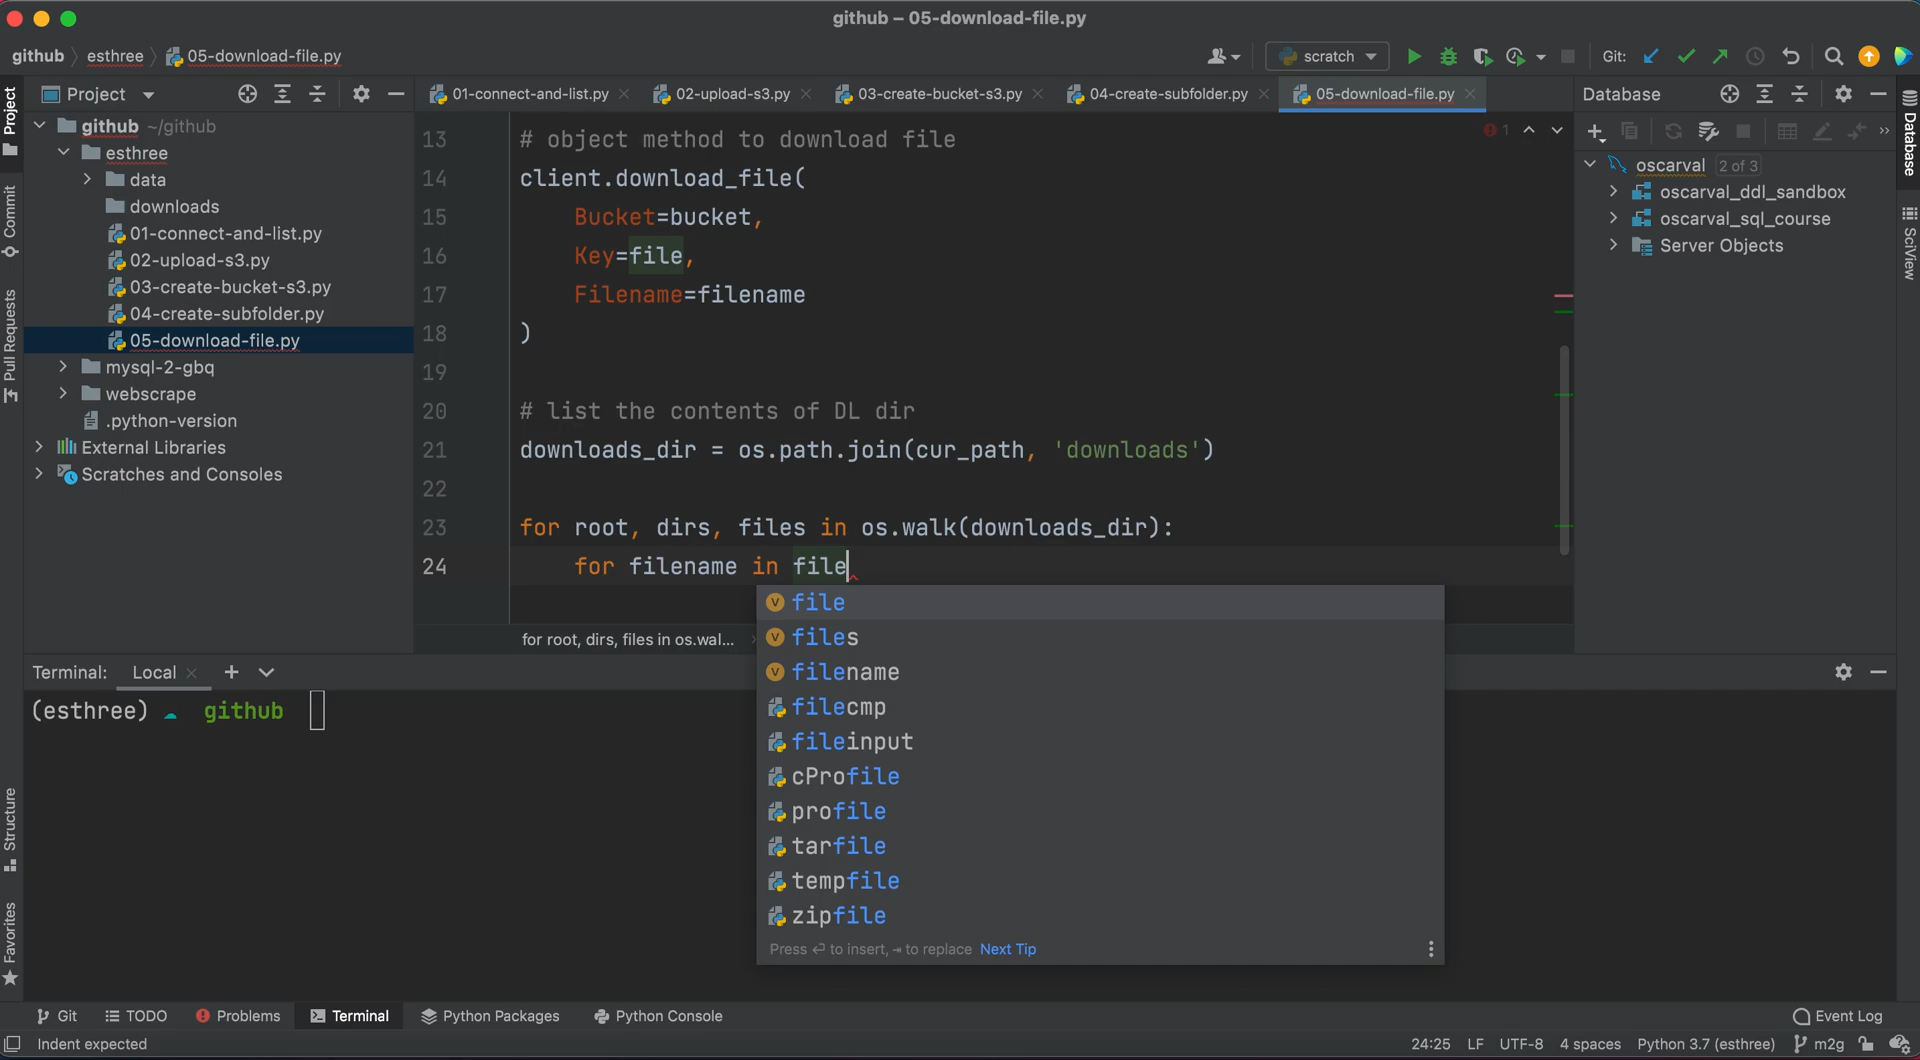 github – 05-download-file.py
github esthree 05-download-file.py
scratch Git:
Project
01-connect-and-list.py 02-upload-s3.py 03-create-bucket-s3.py 04-create-subfolder.py 05-download-file.py
Database
Project
Commit
Pull Requests
Structure
Favorites
github ~/github
esthree
data
downloads
01-connect-and-list.py
02-upload-s3.py
03-create-bucket-s3.py
04-create-subfolder.py
05-download-file.py
mysql-2-gbq
webscrape
.python-version
External Libraries
Scratches and Consoles
1
13 # object method to download file
14 client.download_file(
15 Bucket=bucket,
16 Key=file,
17 Filename=filename
18 )
19
20 # list the contents of DL dir
21 downloads_dir = os.path.join(cur_path, 'downloads')
22
23 for root, dirs, files in os.walk(downloads_dir):
24 for filename in file
for root, dirs, files in os.wal...
file
files
filename
filecmp
fileinput
cProfile
profile
tarfile
tempfile
zipfile
Press ⏎ to insert, ⇥ to replace Next Tip
oscarval 2 of 3
oscarval_ddl_sandbox
oscarval_sql_course
Server Objects
Database
SciView
Terminal: Local
(esthree) github
Git TODO Problems Terminal Python Packages Python Console Event Log
Indent expected 24:25 LF UTF-8 4 spaces Python 3.7 (esthree) m2g